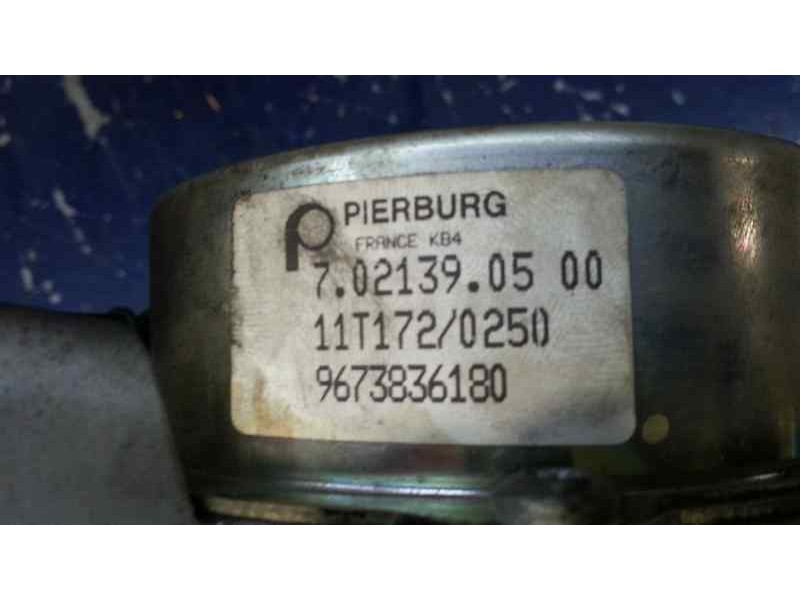 PIERBURG
FRANCE KB4
7.02139.05 00
11T172/0250
9673836180